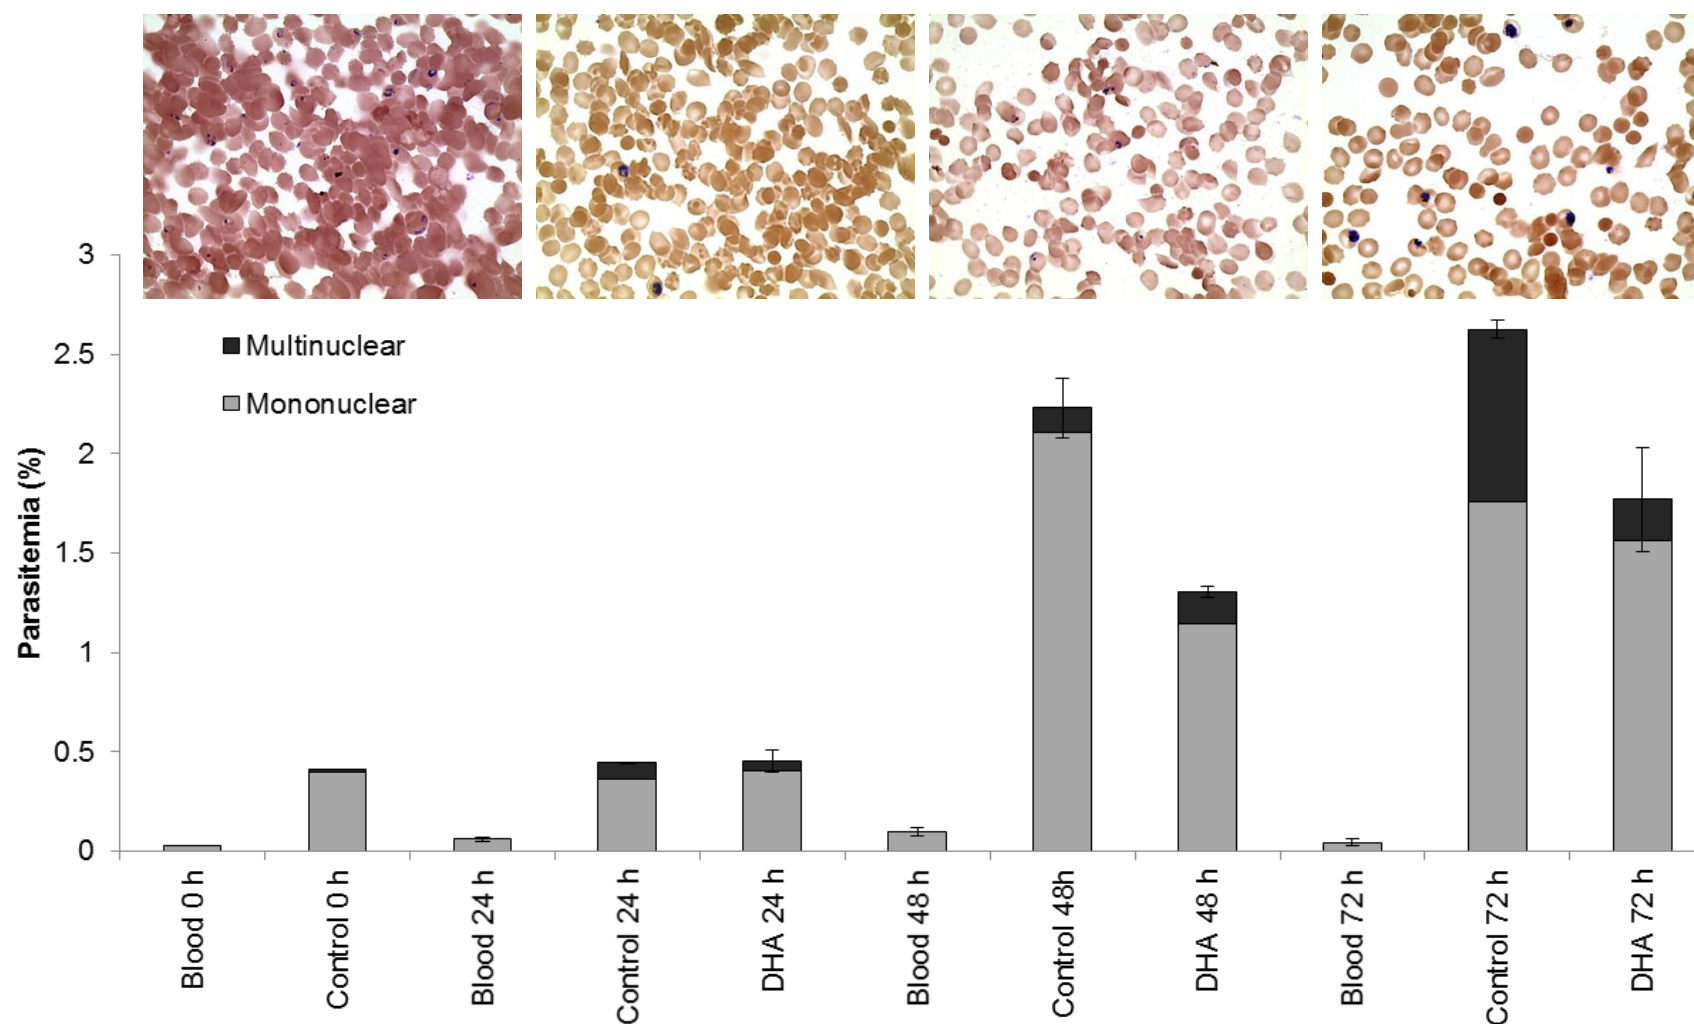 3
2.5
2
1.5
1
0.5
0
Parasitemia (%)
Multinuclear
Mononuclear
Blood 0 h
Control 0 h
Blood 24 h
Control 24 h
DHA 24 h
Blood 48 h
Control 48h
DHA 48 h
Blood 72 h
Control 72 h
DHA 72 h